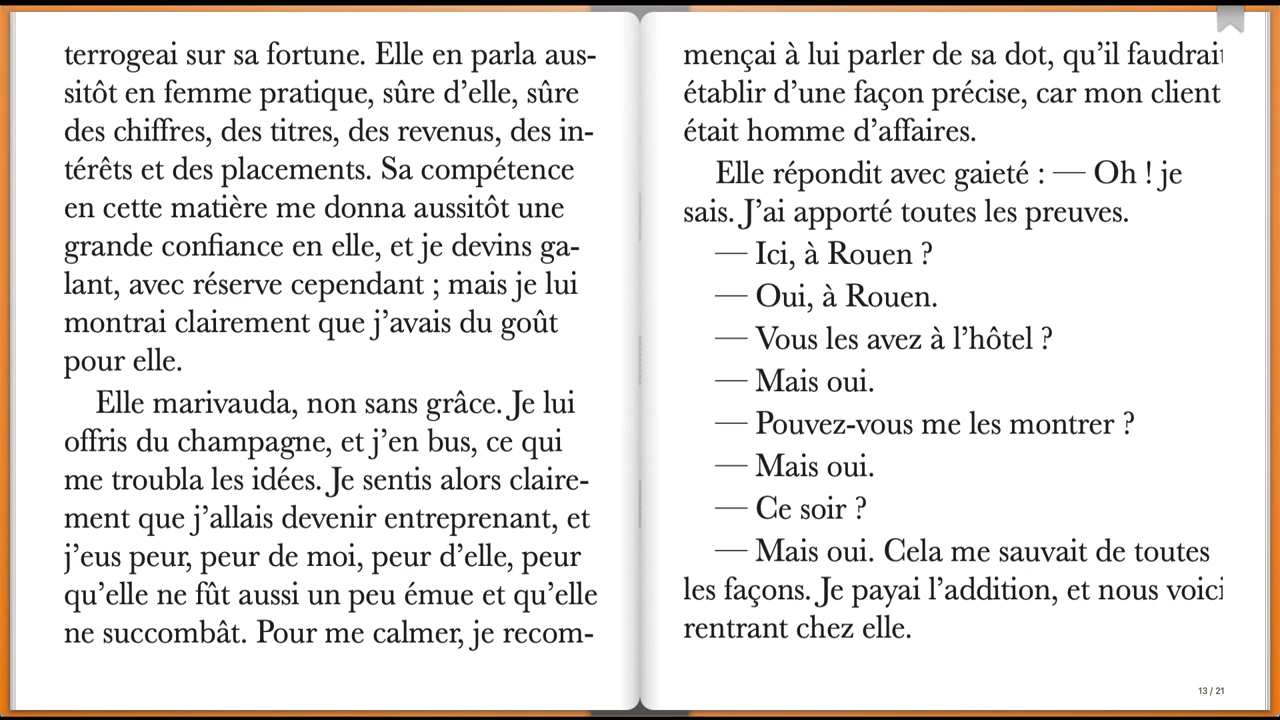 terrogeai sur sa fortune. Elle en parla aus-
sitôt en femme pratique, sûre d’elle, sûre
des chiffres, des titres, des revenus, des in-
térêts et des placements. Sa compétence
en cette matière me donna aussitôt une
grande confiance en elle, et je devins ga-
lant, avec réserve cependant ; mais je lui
montrai clairement que j’avais du goût
pour elle.
Elle marivauda, non sans grâce. Je lui
offris du champagne, et j’en bus, ce qui
me troubla les idées. Je sentis alors claire-
ment que j’allais devenir entreprenant, et
j’eus peur, peur de moi, peur d’elle, peur
qu’elle ne fût aussi un peu émue et qu’elle
ne succombât. Pour me calmer, je recom-
mençai à lui parler de sa dot, qu’il faudrait
établir d’une façon précise, car mon client
était homme d’affaires.
Elle répondit avec gaieté : — Oh ! je
sais. J’ai apporté toutes les preuves.
— Ici, à Rouen ?
— Oui, à Rouen.
— Vous les avez à l’hôtel ?
— Mais oui.
— Pouvez-vous me les montrer ?
— Mais oui.
— Ce soir ?
— Mais oui. Cela me sauvait de toutes
les façons. Je payai l’addition, et nous voici
rentrant chez elle.
13 / 21